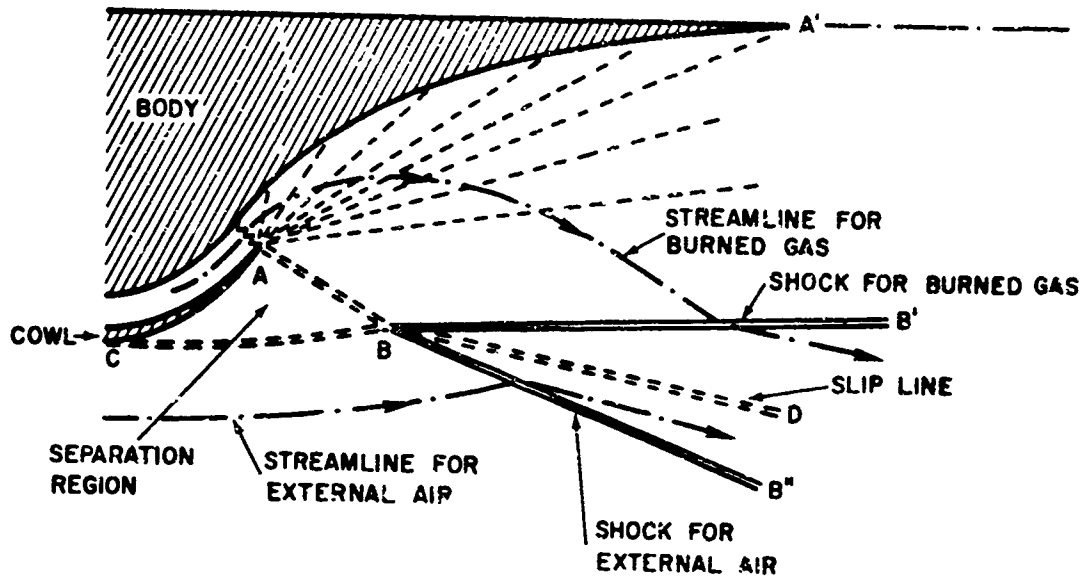 A'
BODY
STREAMLINE FOR
BURNED GAS
SHOCK FOR BURNED GAS
A
COWL
C
B
B'
SLIP LINE
D
SEPARATION
REGION
STREAMLINE FOR
EXTERNAL AIR
B"
SHOCK FOR
EXTERNAL AIR